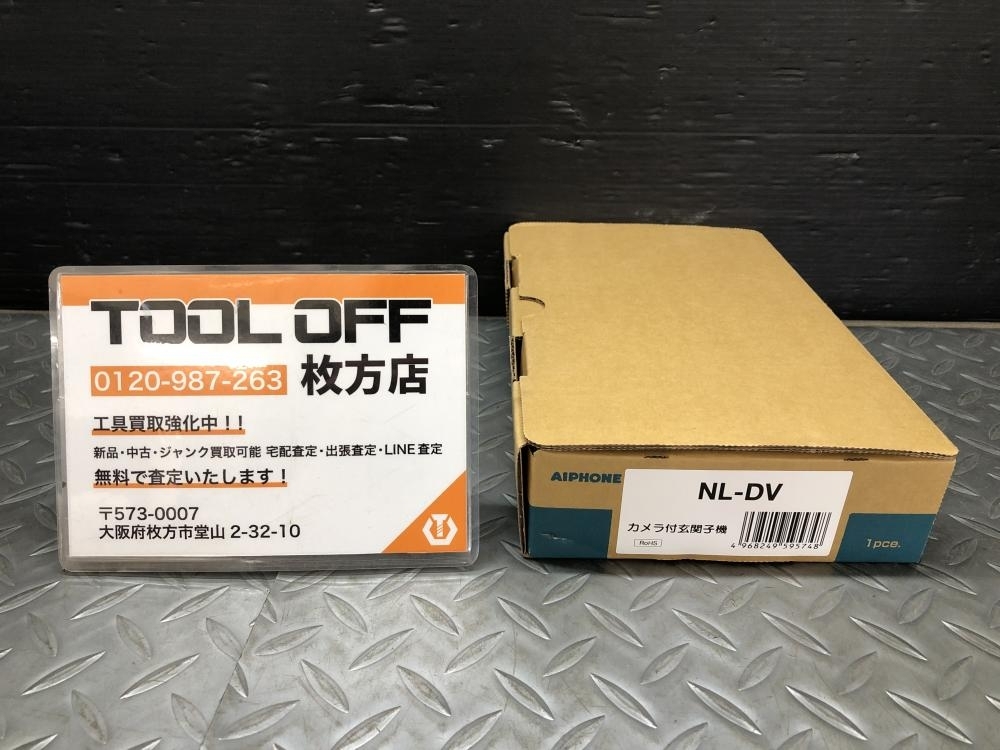 TOOL OFF
0120-987-263 枚方店
工具買取強化中！！
新品・中古・ジャンク買取可能 宅配査定・出張査定・LINE査定
無料で査定いたします！
〒573-0007
大阪府枚方市堂山 2-32-10
AIPHONE
NL-DV
カメラ付玄関子機
RoHS
4968249595748
1pce.